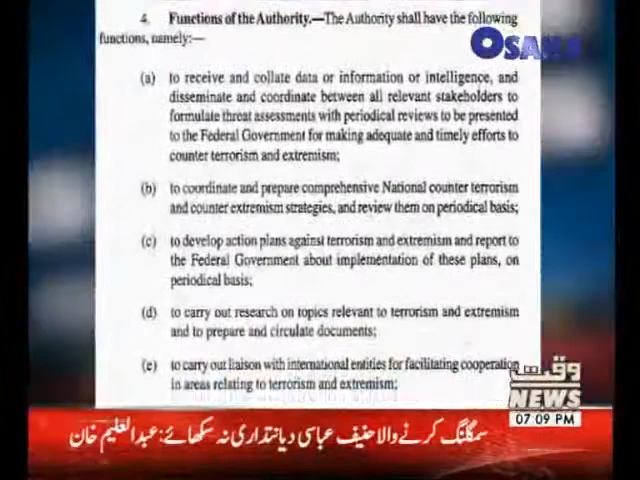 4. Functions of the Authority.—The Authority shall have the following
functions, namely:—
OSAKA
(a) to receive and collate data or information or intelligence, and
disseminate and coordinate between all relevant stakeholders to
formulate threat assessments with periodical reviews to be presented
to the Federal Government for making adequate and timely efforts to
counter terrorism and extremism;
(b) to coordinate and prepare comprehensive National counter terrorism
and counter extremism strategies, and review them on periodical basis;
(c) to develop action plans against terrorism and extremism and report to
the Federal Government about implementation of these plans, on
periodical basis;
(d) to carry out research on topics relevant to terrorism and extremism
and to prepare and circulate documents;
(e) to carry out liaison with international entities for facilitating cooperation
in areas relating to terrorism and extremism;
وقت
NEWS
07:09 PM
سمگلنگ کرنے والا حنیف عباسی دیانتداری نہ سکھائے: عبدالعلیم خان